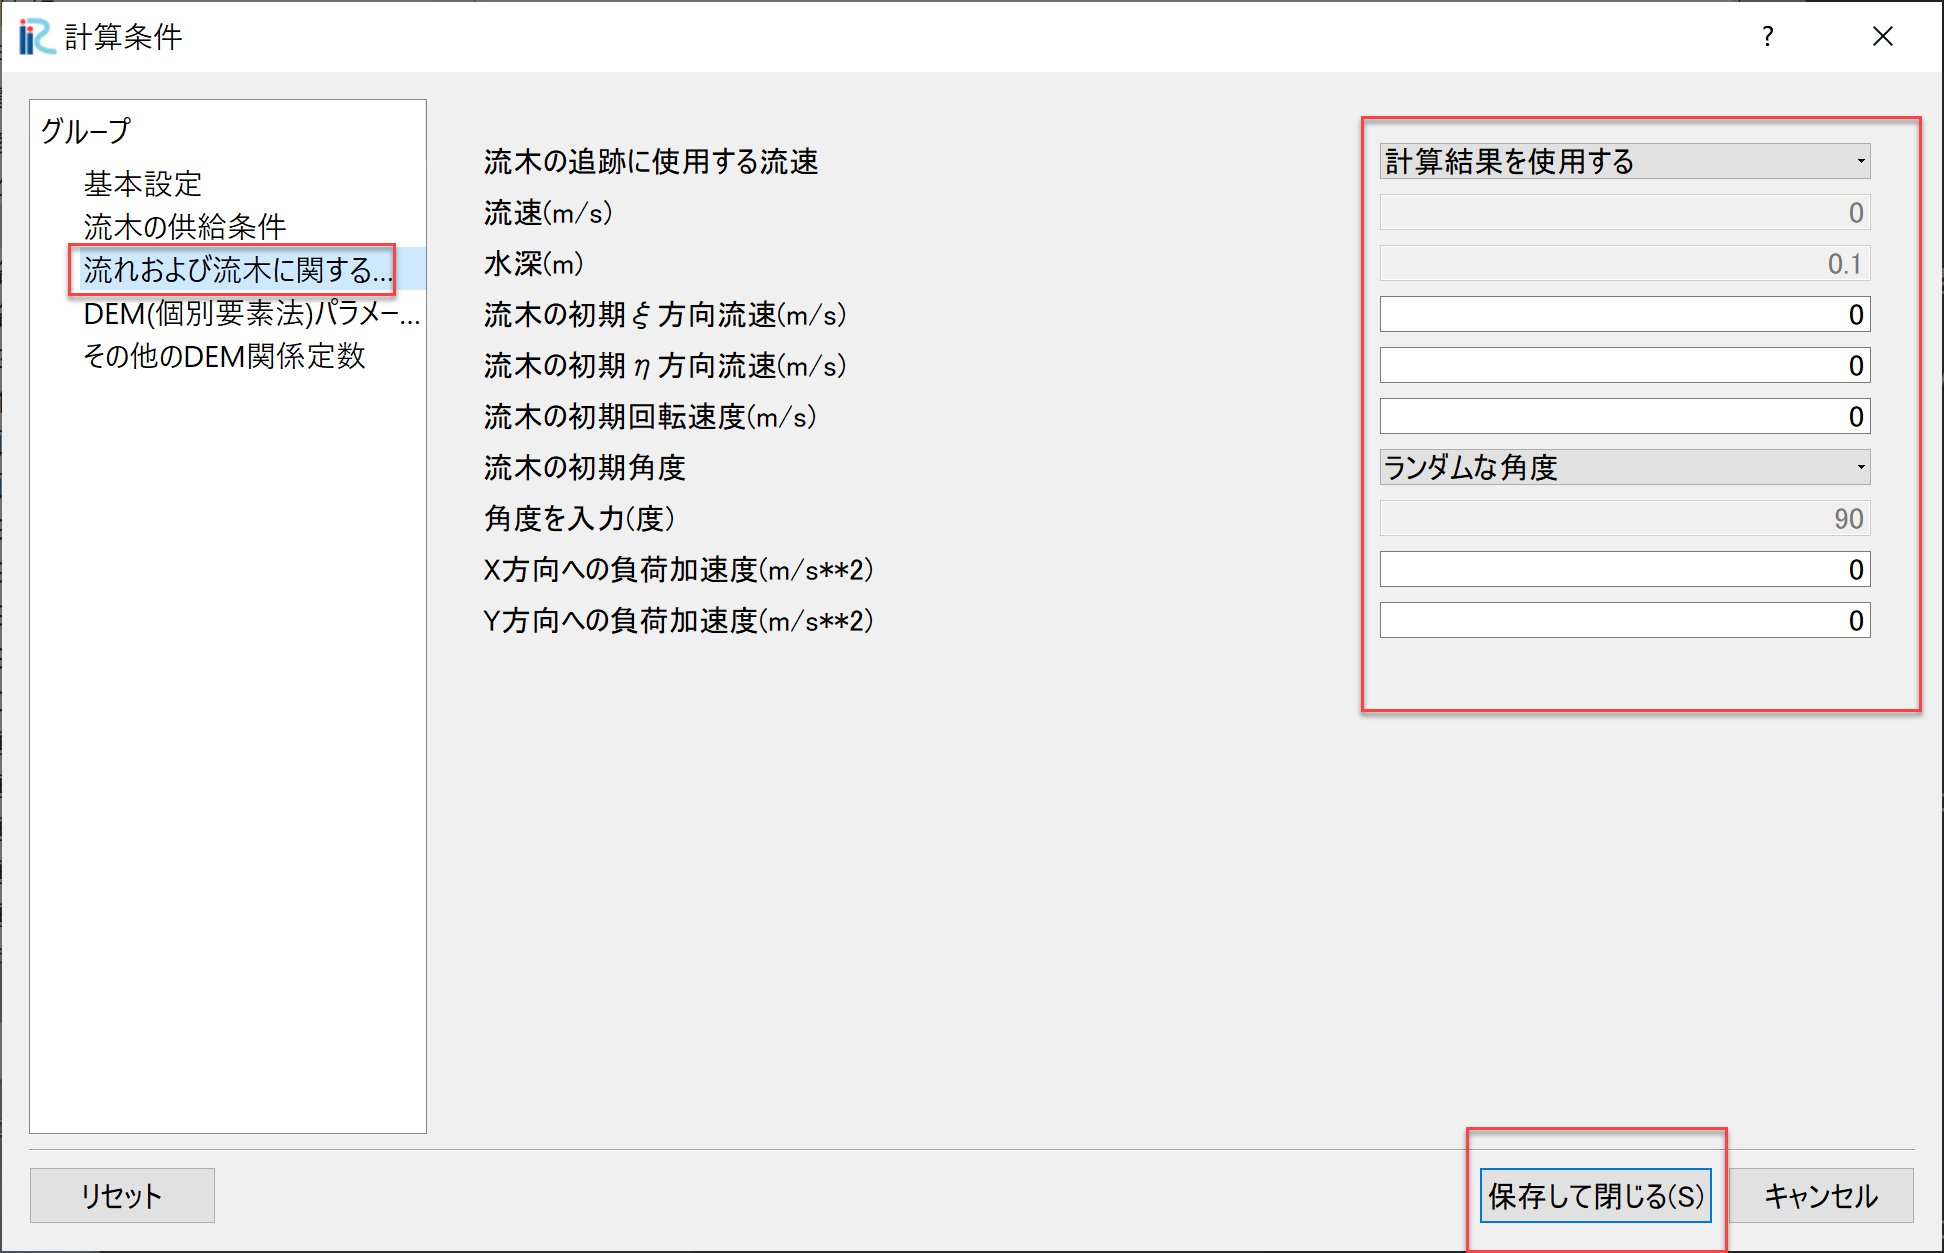 iRiC 計算条件 ?
グループ
基本設定
流木の供給条件
流れおよび流木に関する...
DEM(個別要素法)パラメー...
その他のDEM関係定数
流木の追跡に使用する流速 計算結果を使用する
流速(m/s) 0
水深(m) 0.1
流木の初期ξ方向流速(m/s) 0
流木の初期η方向流速(m/s) 0
流木の初期回転速度(m/s) 0
流木の初期角度 ランダムな角度
角度を入力(度) 90
X方向への負荷加速度(m/s**2) 0
Y方向への負荷加速度(m/s**2) 0
リセット 保存して閉じる(S) キャンセル